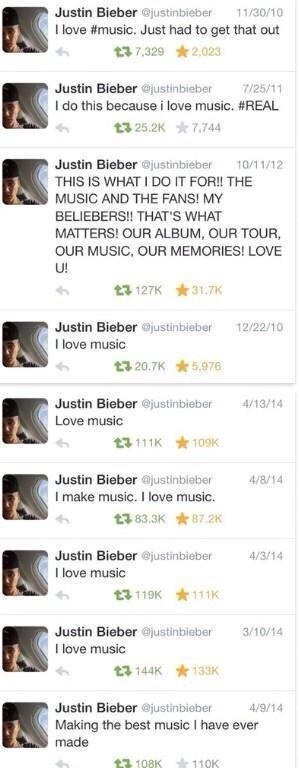 Justin Bieber @justinbieber 11/30/10
I love #music. Just had to get that out
7,329 2,023
Justin Bieber @justinbieber 7/25/11
I do this because i love music. #REAL
25.2K 7,744
Justin Bieber @justinbieber 10/11/12
THIS IS WHAT I DO IT FOR!! THE
MUSIC AND THE FANS! MY
BELIEBERS!! THAT'S WHAT
MATTERS! OUR ALBUM, OUR TOUR,
OUR MUSIC, OUR MEMORIES! LOVE
U!
127K 31.7K
Justin Bieber @justinbieber 12/22/10
I love music
20.7K 5,976
Justin Bieber @justinbieber 4/13/14
Love music
111K 109K
Justin Bieber @justinbieber 4/8/14
I make music. I love music.
83.3K 87.2K
Justin Bieber @justinbieber 4/3/14
I love music
119K 111K
Justin Bieber @justinbieber 3/10/14
I love music
144K 133K
Justin Bieber @justinbieber 4/9/14
Making the best music I have ever
made
108K 110K